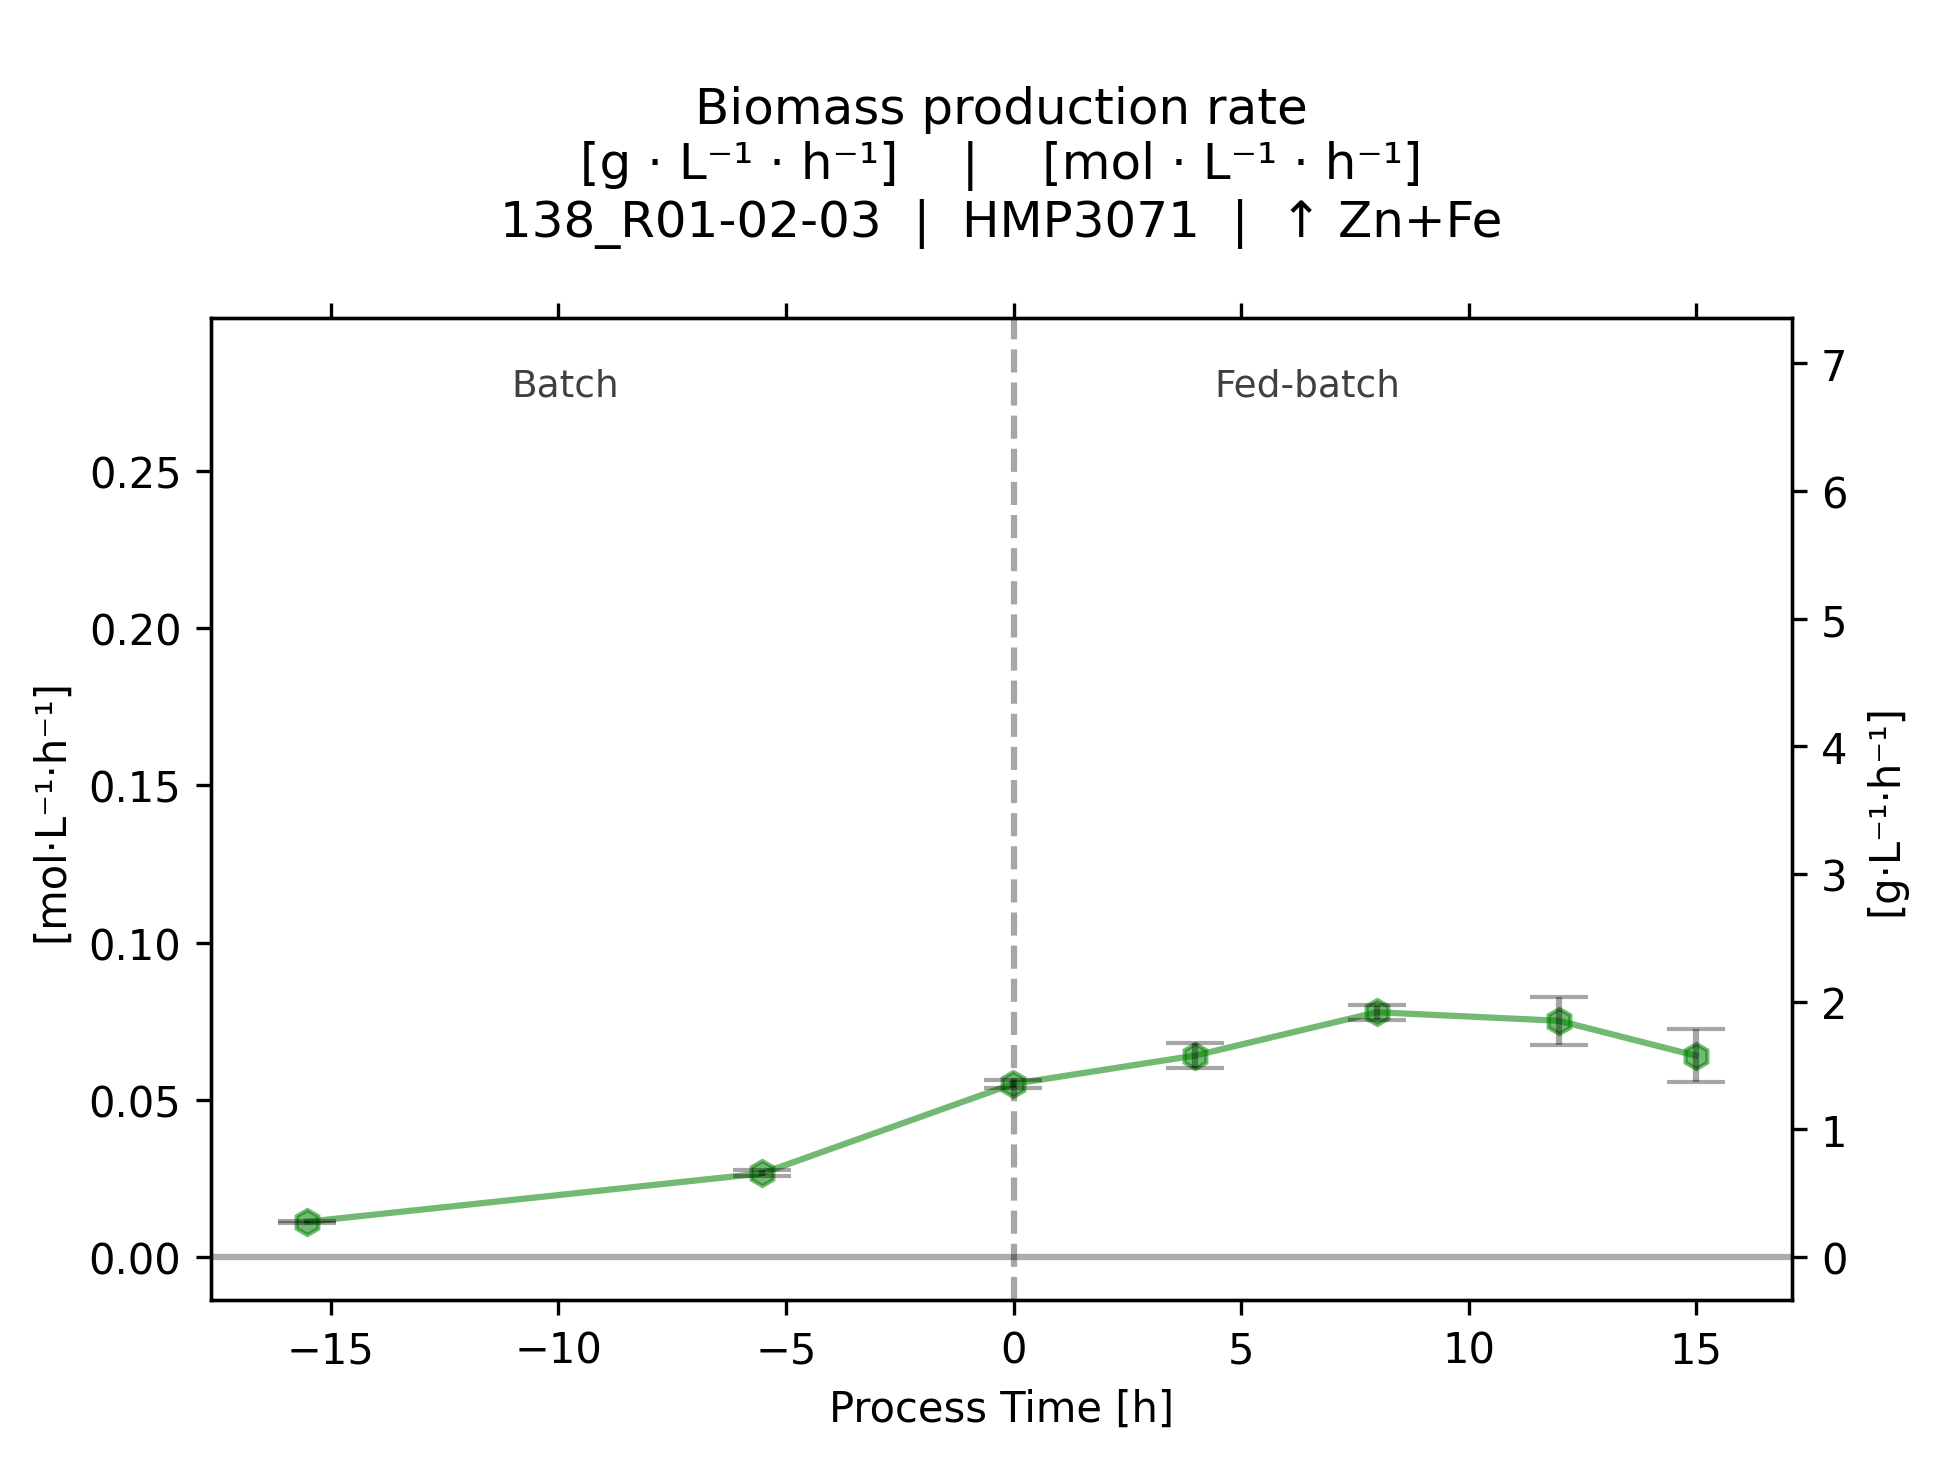 Biomass production rate
[g · L⁻¹ · h⁻¹] | [mol · L⁻¹ · h⁻¹]
138_R01-02-03 | HMP3071 | ↑ Zn+Fe
Batch
Fed-batch
[mol·L⁻¹·h⁻¹]
0.25
0.20
0.15
0.10
0.05
0.00
7
6
5
4
3
2
1
0
[g·L⁻¹·h⁻¹]
−15 −10 −5 0 5 10 15
Process Time [h]